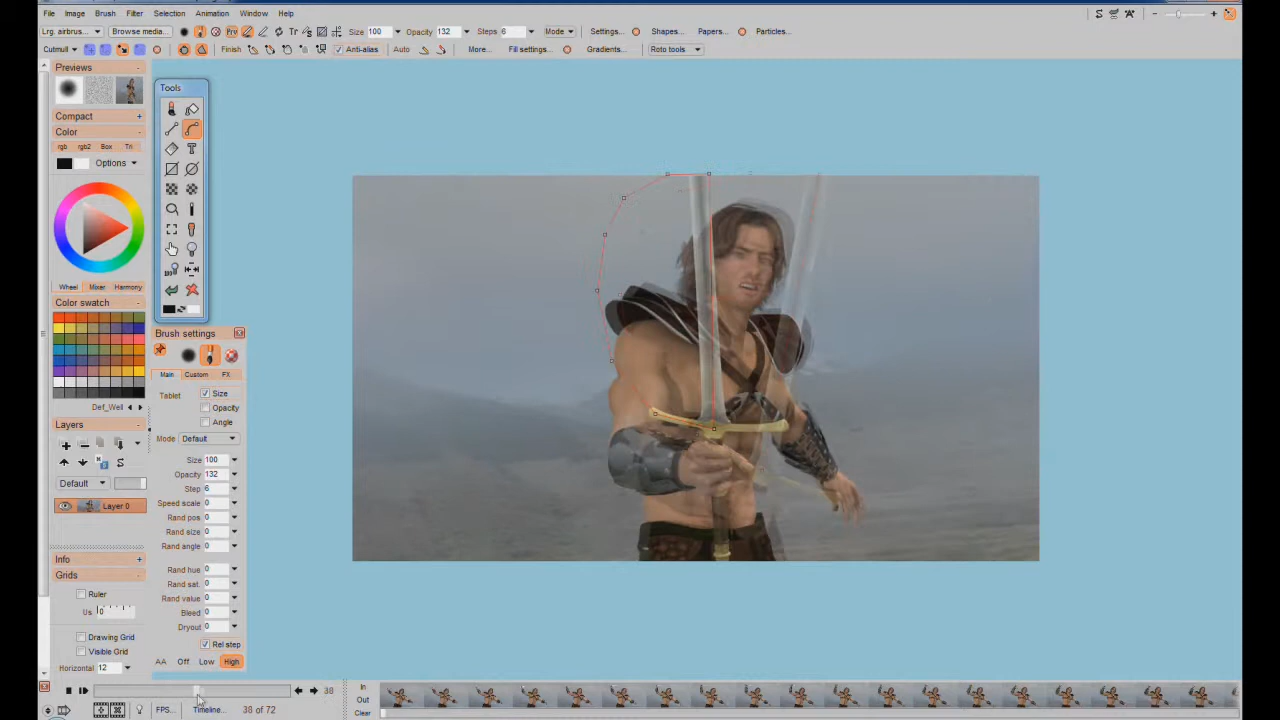 File Image Brush Filter Selection Animation Window Help
Lrg. airbrus... Browse media... Prv Tr Size 100 Opacity 132 Step 6 Mode Settings... Shapes... Papers... Particles...
Cutmull Finish Anti-alias Auto More... Fill settings... Gradients... Roto tools
Previews -
Compact +
Color -
rgb rgb2 Box Tri
Options
Wheel Mixer Harmony
Color swatch -
Def_Well
Layers -
Default
Layer 0
Info +
Grids -
Ruler
Us 0
Drawing Grid
Visible Grid
Horizontal 12
Tools
T
Brush settings
Main Custom FX
Tablet Size
Opacity
Angle
Mode Default
Size 100
Opacity 132
Step 6
Speed scale 0
Rand pos 0
Rand size 0
Rand angle 0
Rand hue 0
Rand sat. 0
Rand value 0
Bleed 0
Dryout 0
Rel step
AA Off Low High
38
FPS... Timeline... 38 of 72
In
Out
Clear